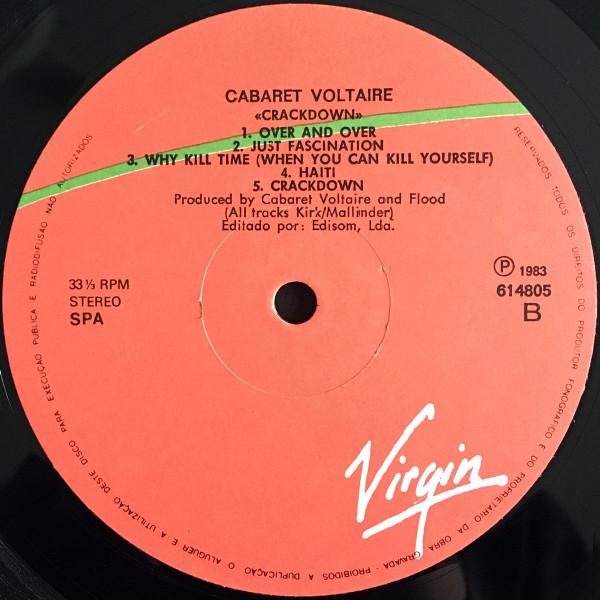 CABARET VOLTAIRE
«CRACKDOWN»
1. OVER AND OVER
2. JUST FASCINATION
3. WHY KILL TIME (WHEN YOU CAN KILL YOURSELF)
4. HAITI
5. CRACKDOWN
Produced by Cabaret Voltaire and Flood
(All tracks Kirk/Mallinder)
Editado por: Edisom, Lda.
33 ⅓ RPM
STEREO
SPA
Ⓟ 1983
614805
B
Virgin
RESERVADOS TODOS OS DIREITOS DO PRODUTOR FONOGRÁFICO E DO PROPRIETÁRIO DA OBRA GRAVADA - PROIBIDOS A DUPLICAÇÃO O ALUGUER E A UTILIZAÇÃO DESTE DISCO PARA EXECUÇÃO PÚBLICA E RADIODIFUSÃO NÃO AUTORIZADOS